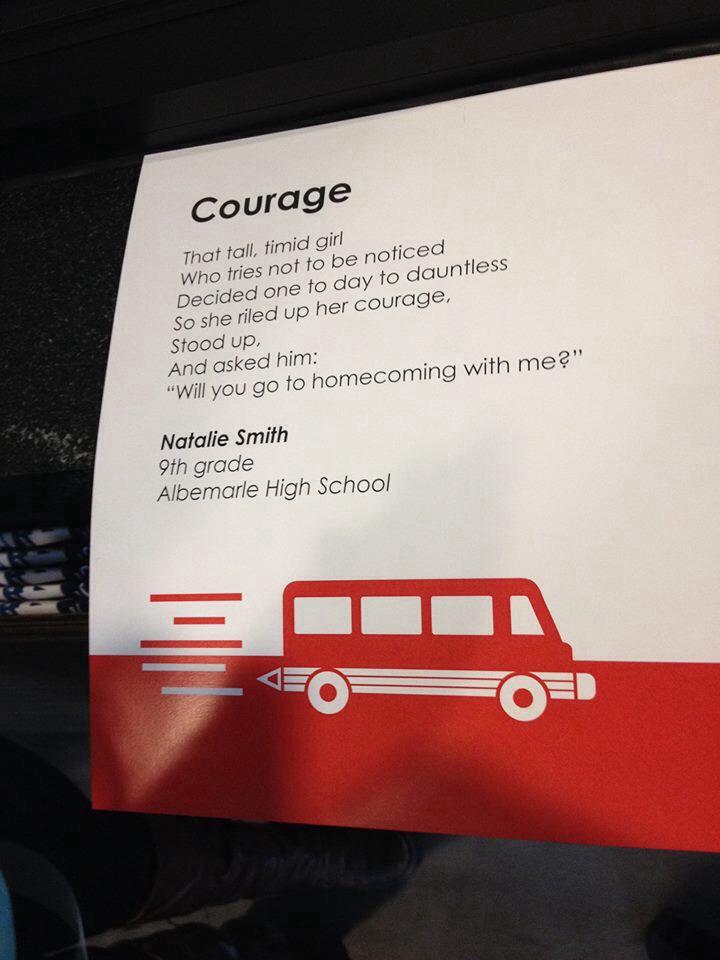 Courage
That tall, timid girl
Who tries not to be noticed
Decided one to day to dauntless
So she riled up her courage,
Stood up,
And asked him:
“Will you go to homecoming with me?”
Natalie Smith
9th grade
Albemarle High School